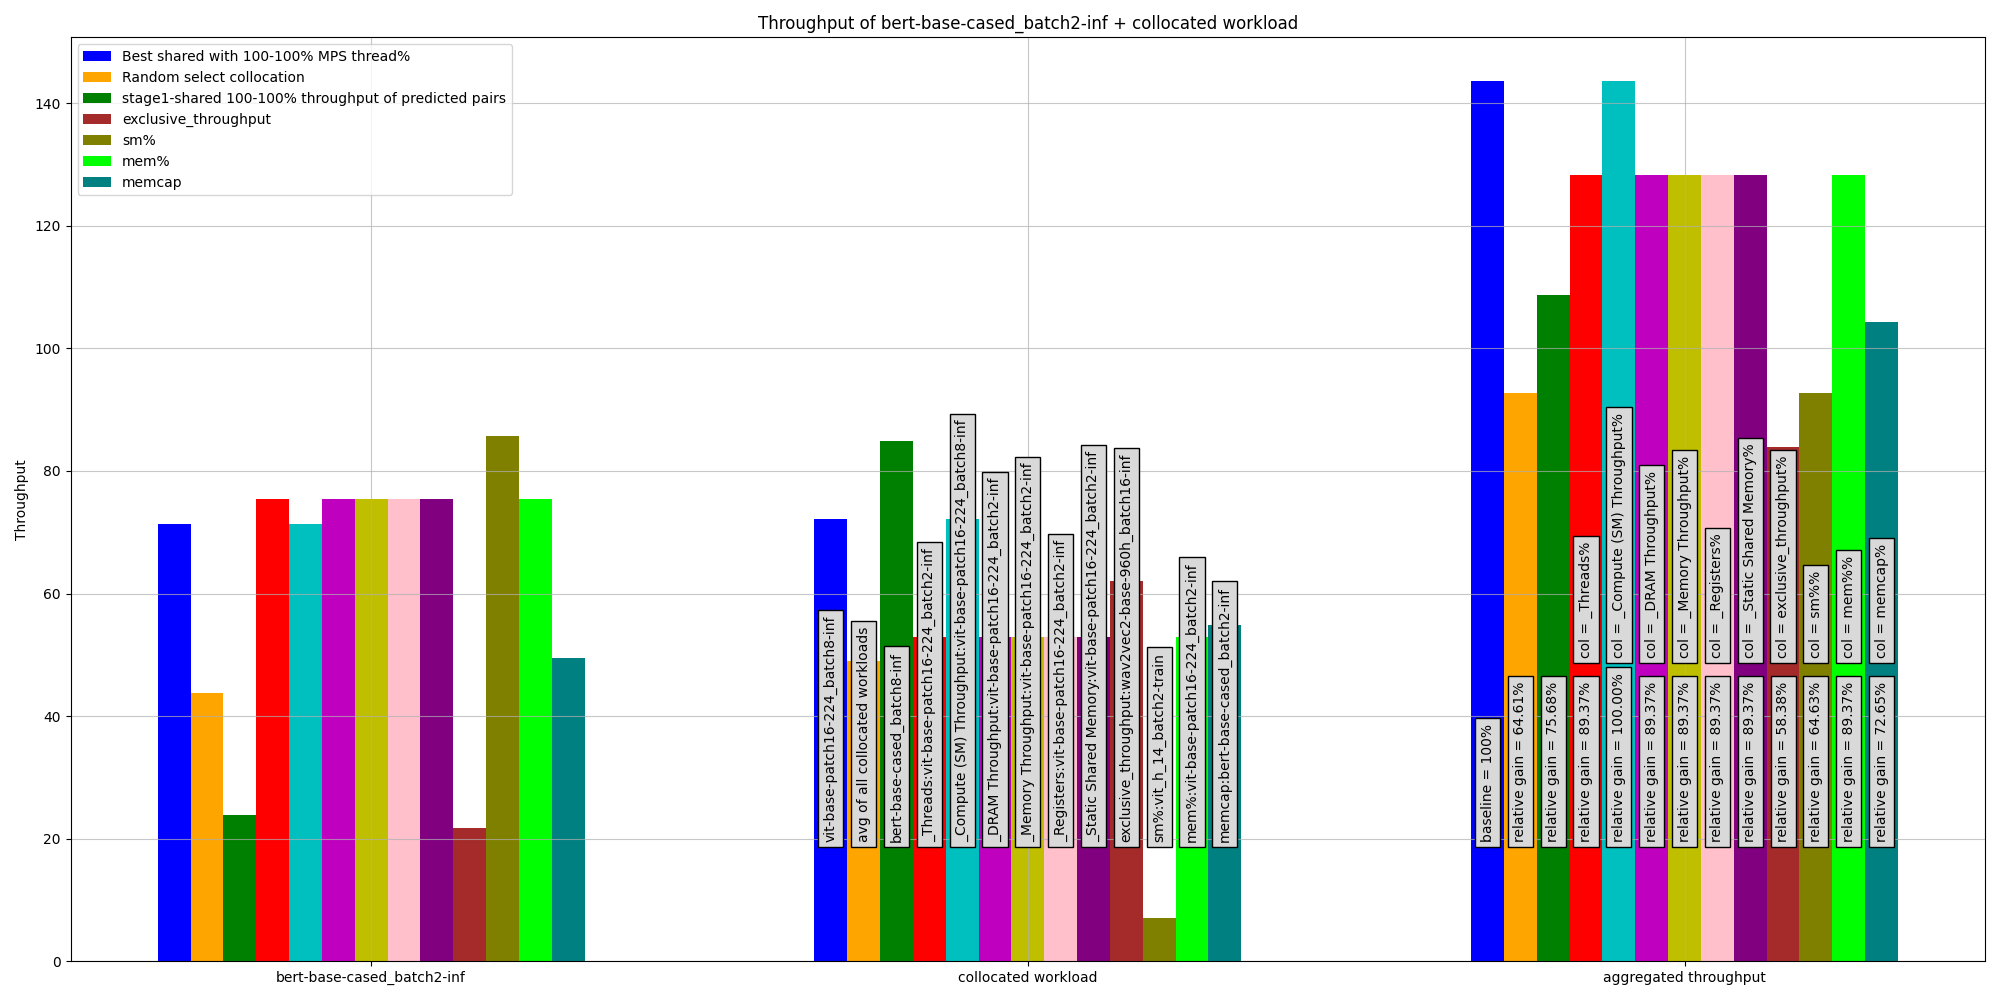 Throughput of bert-base-cased_batch2-inf + collocated workload
Best shared with 100-100% MPS thread%
Random select collocation
stage1-shared 100-100% throughput of predicted pairs
exclusive_throughput
sm%
mem%
memcap
Throughput
140
120
100
80
60
40
20
0
vit-base-patch16-224_batch8-inf
avg of all collocated workloads
bert-base-cased_batch8-inf
_Threads:vit-base-patch16-224_batch2-inf
_Compute (SM) Throughput:vit-base-patch16-224_batch8-inf
_DRAM Throughput:vit-base-patch16-224_batch2-inf
_Memory Throughput:vit-base-patch16-224_batch2-inf
_Registers:vit-base-patch16-224_batch2-inf
_Static Shared Memory:vit-base-patch16-224_batch2-inf
exclusive_throughput:wav2vec2-base-960h_batch16-inf
sm%:vit_h_14_batch2-train
mem%:vit-base-patch16-224_batch2-inf
memcap:bert-base-cased_batch2-inf
col = _Threads%
col = _Compute (SM) Throughput%
col = _DRAM Throughput%
col = _Memory Throughput%
col = _Registers%
col = _Static Shared Memory%
col = exclusive_throughput%
col = sm%%
col = mem%%
col = memcap%
baseline = 100%
relative gain = 64.61%
relative gain = 75.68%
relative gain = 89.37%
relative gain = 100.00%
relative gain = 89.37%
relative gain = 89.37%
relative gain = 89.37%
relative gain = 89.37%
relative gain = 58.38%
relative gain = 64.63%
relative gain = 89.37%
relative gain = 72.65%
bert-base-cased_batch2-inf
collocated workload
aggregated throughput